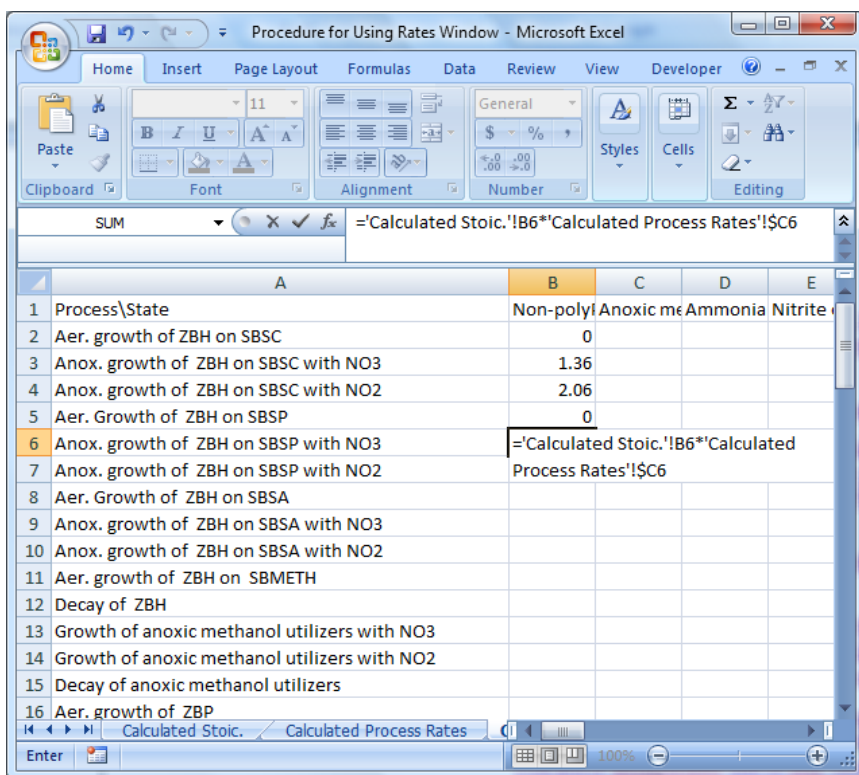 Procedure for Using Rates Window - Microsoft Excel
Home Insert Page Layout Formulas Data Review View Developer
Paste
11
General
B I U A A
$ % ,
Styles Cells
Clipboard Font Alignment Number Editing
SUM fx ='Calculated Stoic.'!B6*'Calculated Process Rates'!$C6
A B C D E
1 Process\State Non-poly Anoxic me Ammonia Nitrite
2 Aer. growth of ZBH on SBSC 0
3 Anox. growth of ZBH on SBSC with NO3 1.36
4 Anox. growth of ZBH on SBSC with NO2 2.06
5 Aer. Growth of ZBH on SBSP 0
6 Anox. growth of ZBH on SBSP with NO3 ='Calculated Stoic.'!B6*'Calculated
7 Anox. growth of ZBH on SBSP with NO2 Process Rates'!$C6
8 Aer. Growth of ZBH on SBSA
9 Anox. growth of ZBH on SBSA with NO3
10 Anox. growth of ZBH on SBSA with NO2
11 Aer. growth of ZBH on SBMETH
12 Decay of ZBH
13 Growth of anoxic methanol utilizers with NO3
14 Growth of anoxic methanol utilizers with NO2
15 Decay of anoxic methanol utilizers
16 Aer. growth of ZBP
Calculated Stoic. Calculated Process Rates
Enter 100%